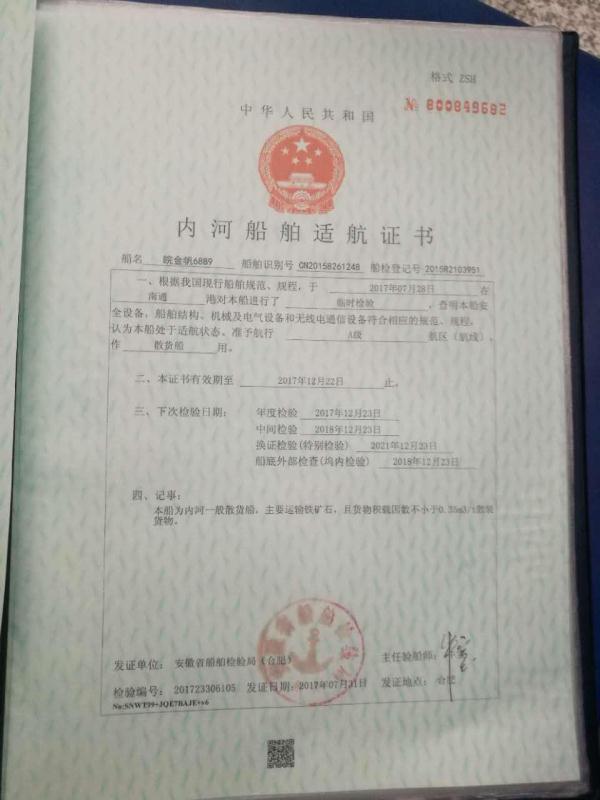 格式 ZSH
№ 800849682
中华人民共和国
内河船舶适航证书
船名 皖金帆6889 船舶识别号 CN20158261248 船检登记号 2015R2103951
一、根据我国现行船舶规范、规程，于 2017年07月28日 在
南通 港对本船进行了 临时检验 ，查明本船安
全设备，船舶结构、机械及电气设备和无线电通信设备符合相应的规范、规程，
认为本船处于适航状态、准予航行 A级 航区（航线），
作 散货船 用。
二、本证书有效期至 2017年12月22日 止。
三、下次检验日期： 年度检验 2017年12月23日
中间检验 2018年12月23日
换证检验(特别检验) 2021年12月23日
船底外部检查(坞内检验) 2018年12月23日
四、记事：
本船为内河一般散货船，主要运输铁矿石，且货物积载因数不小于0.35m3/t散装
货物。
发证单位： 安徽省船舶检验局（合肥） 主任验船师：
检验编号：201723306105 发证日期：2017年07月31日 发证地点：合肥
No:SNWT99+JQE7BAJE+x6